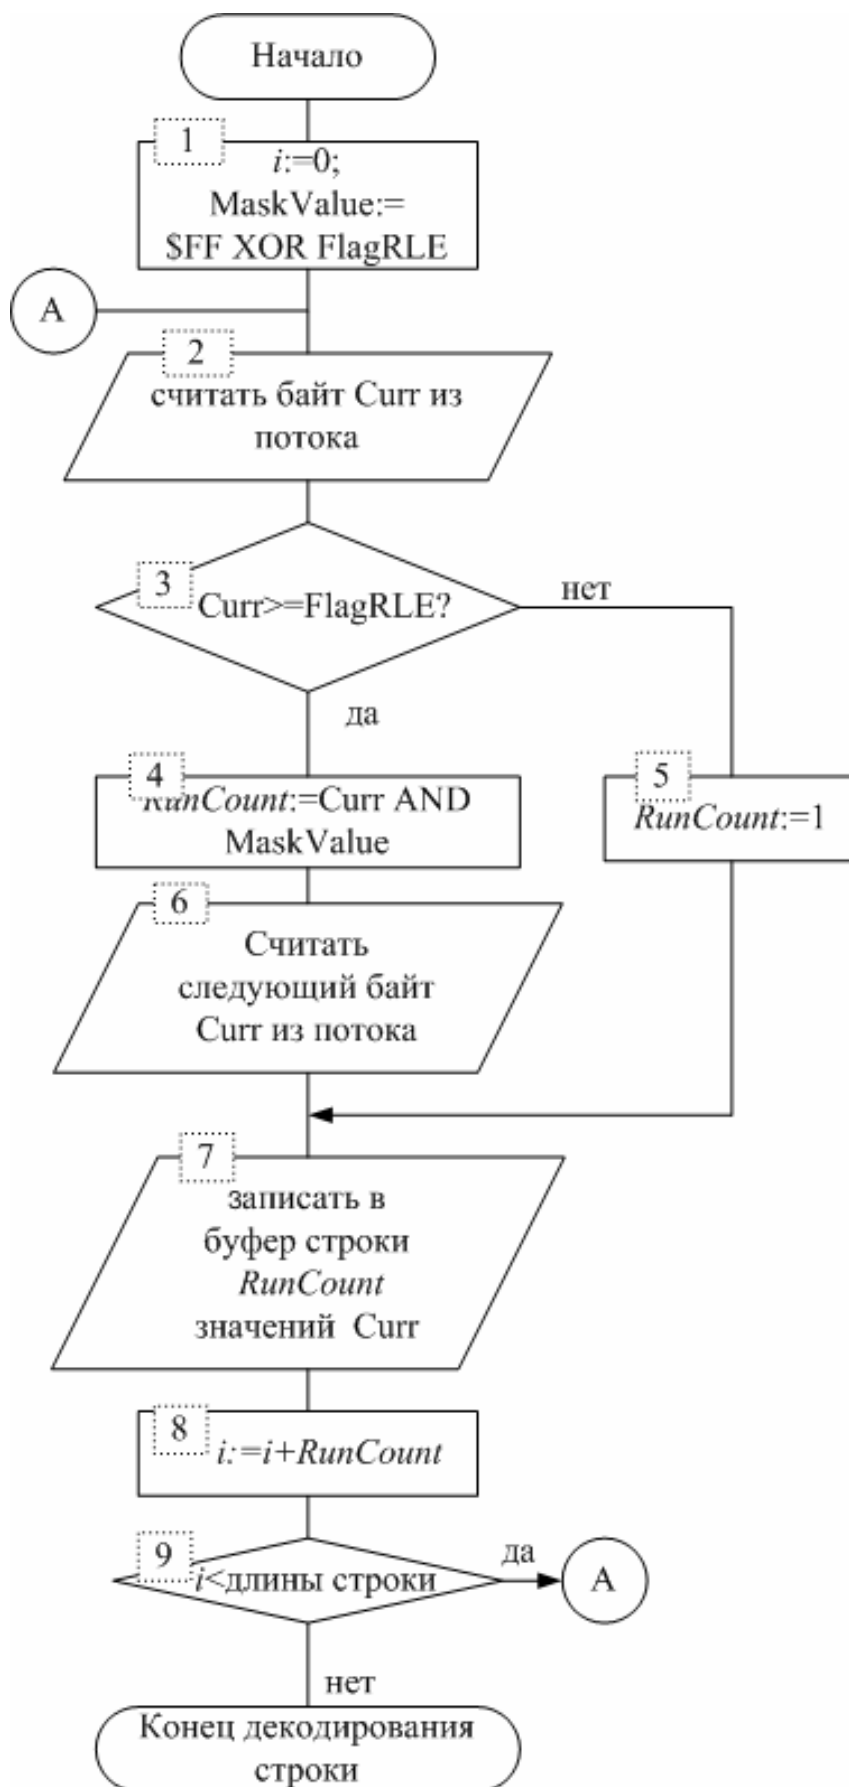 Начало
1
i:=0;
MaskValue:=
$FF XOR FlagRLE
A
2
считать байт Curr из
потока
3
Curr>=FlagRLE?
нет
да
4
RunCount:=Curr AND
MaskValue
5
RunCount:=1
6
Считать
следующий байт
Curr из потока
7
записать в
буфер строки
RunCount
значений Curr
8
i:=i+RunCount
9
i<длины строки
да
A
нет
Конец декодирования
строки